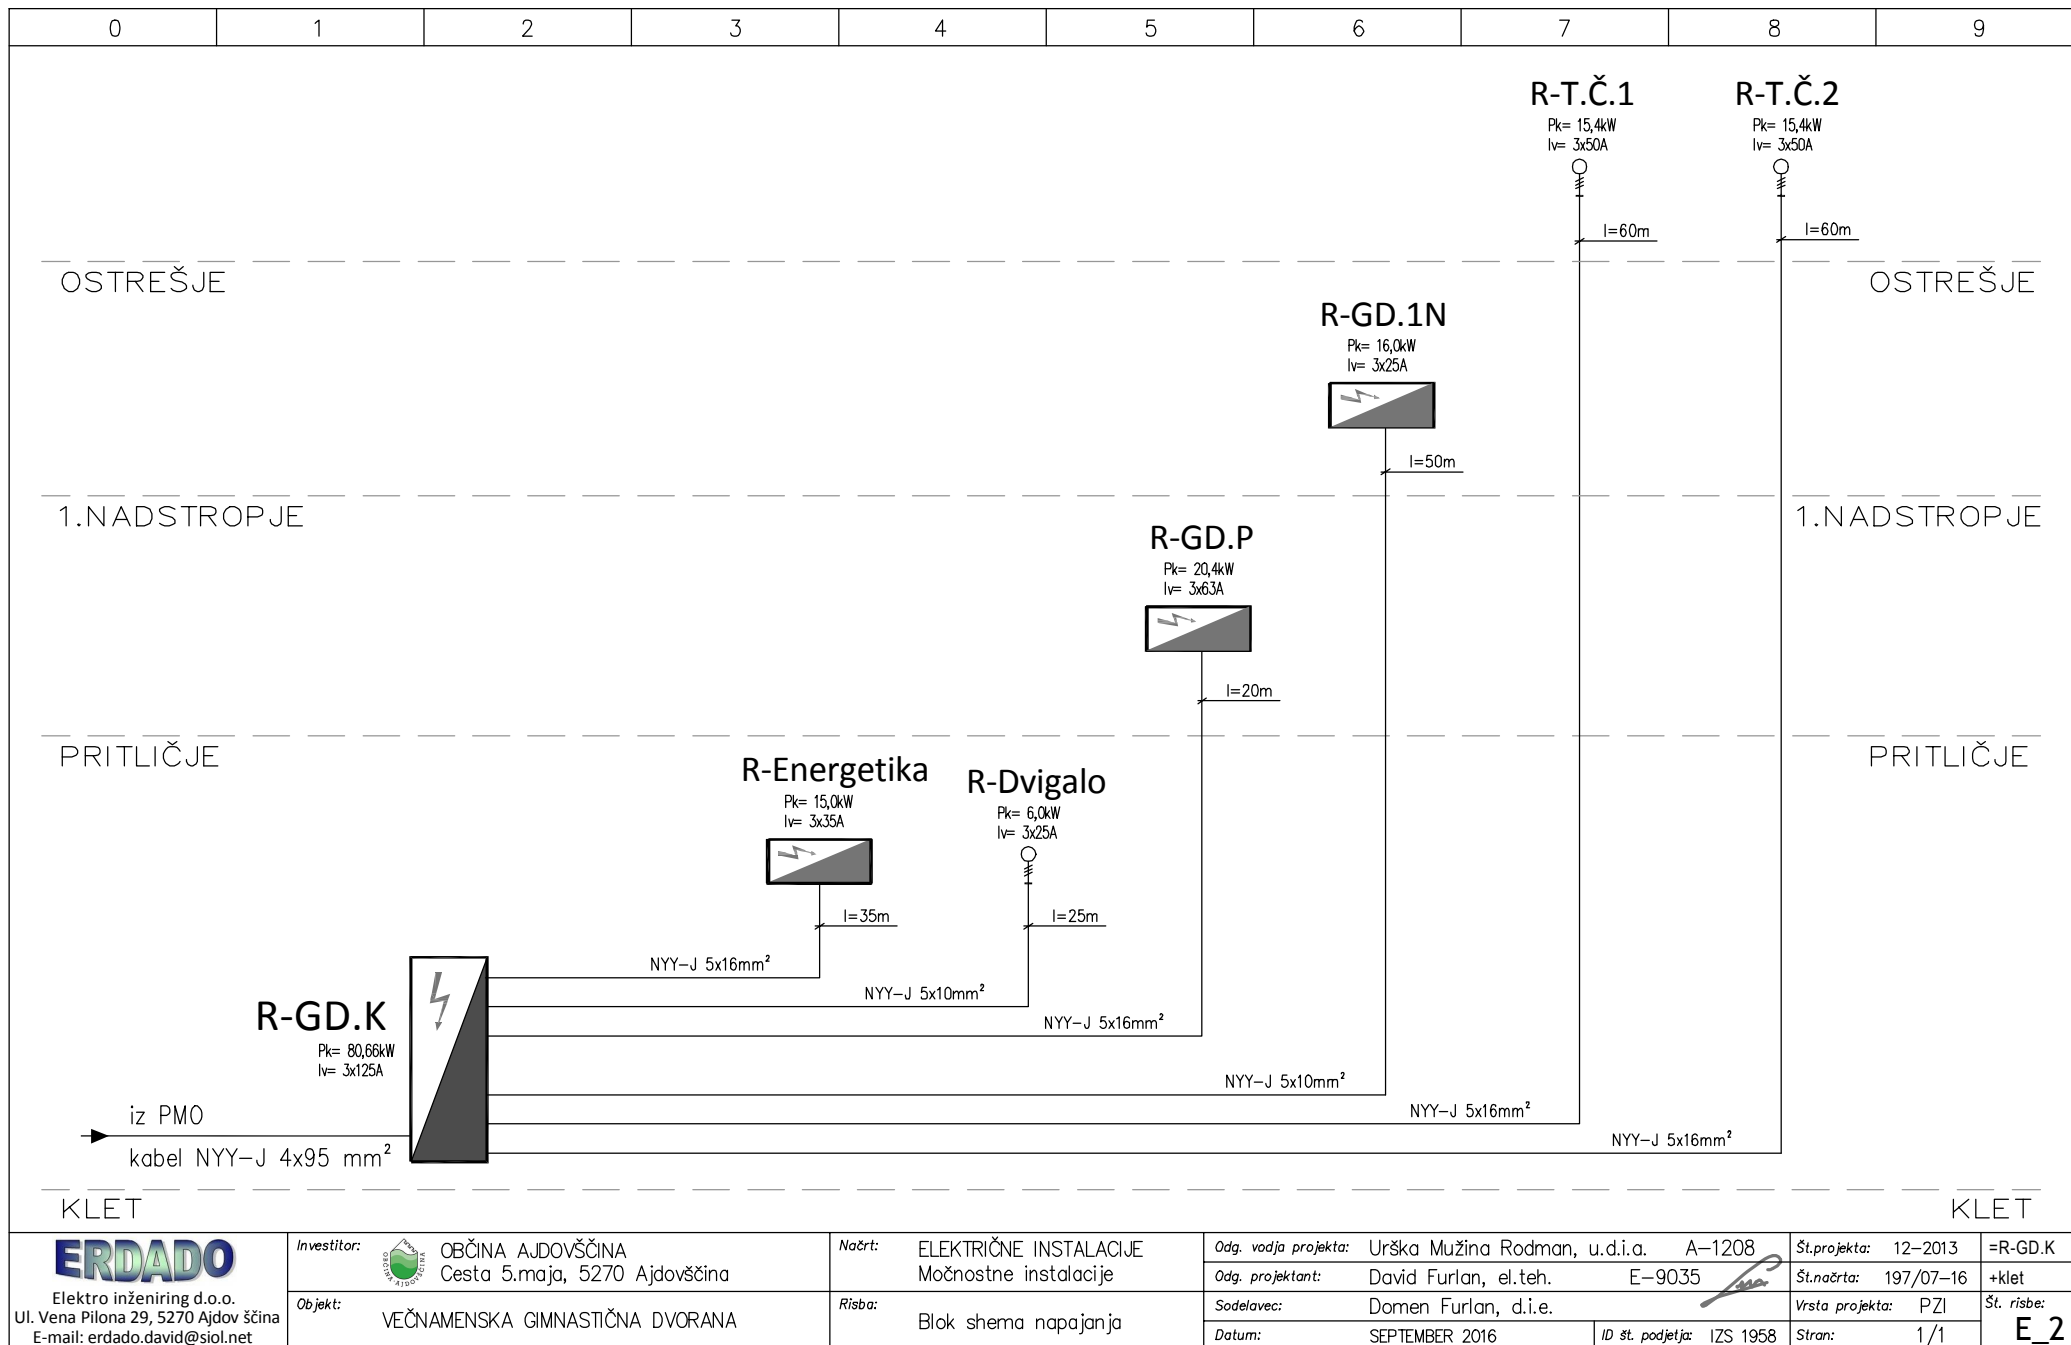 0 1 2 3 4 5 6 7 8 9
R-T.Č.1
Pk= 15,4kW
Iv= 3x50A
R-T.Č.2
Pk= 15,4kW
Iv= 3x50A
l=60m
l=60m
OSTREŠJE
OSTREŠJE
R-GD.1N
Pk= 16,0kW
Iv= 3x25A
l=50m
1.NADSTROPJE
1.NADSTROPJE
R-GD.P
Pk= 20,4kW
Iv= 3x63A
l=20m
PRITLIČJE
PRITLIČJE
R-Energetika
Pk= 15,0kW
Iv= 3x35A
R-Dvigalo
Pk= 6,0kW
Iv= 3x25A
l=35m
l=25m
NYY-J 5x16mm²
NYY-J 5x10mm²
NYY-J 5x16mm²
R-GD.K
Pk= 80,66kW
Iv= 3x125A
NYY-J 5x10mm²
NYY-J 5x16mm²
NYY-J 5x16mm²
iz PMO
kabel NYY-J 4x95 mm²
KLET
KLET
ERDADO
Elektro inženiring d.o.o.
Ul. Vena Pilona 29, 5270 Ajdov ščina
E-mail: erdado.david@siol.net
Investitor:
OBČINA AJDOVŠČINA
OBČINA AJDOVŠČINA
Cesta 5.maja, 5270 Ajdovščina
Objekt:
VEČNAMENSKA GIMNASTIČNA DVORANA
Načrt:
ELEKTRIČNE INSTALACIJE
Močnostne instalacije
Risba:
Blok shema napajanja
Odg. vodja projekta: Urška Mužina Rodman, u.d.i.a. A-1208
Odg. projektant: David Furlan, el.teh. E-9035
Sodelavec: Domen Furlan, d.i.e.
Datum: SEPTEMBER 2016 ID št. podjetja: IZS 1958
Št.projekta: 12-2013
Št.načrta: 197/07-16
Vrsta projekta: PZI
Stran: 1/1
=R-GD.K
+klet
Št. risbe:
E_2